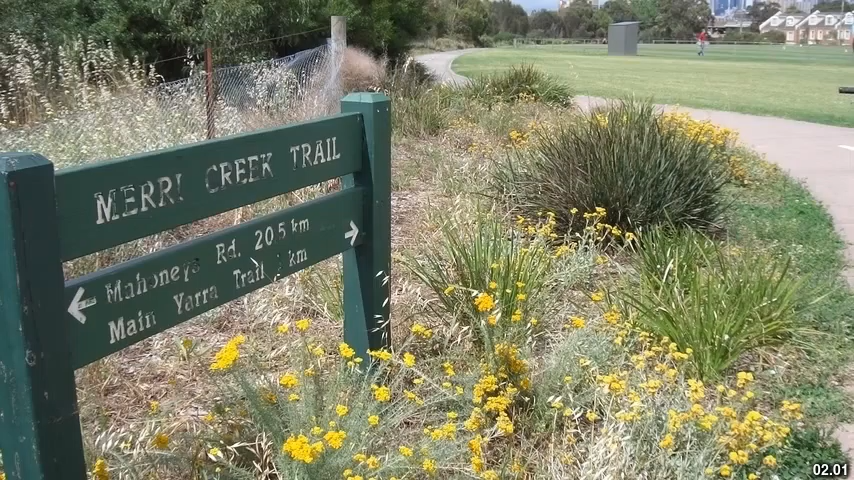 MERRI CREEK TRAIL
Mahoneys Rd. 20.5 km
Main Yarra Trail km
02.01